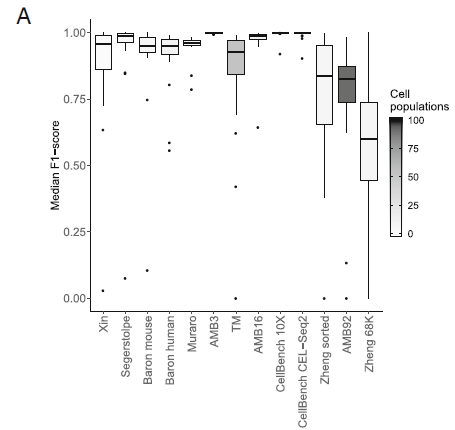 A
Median F1−score
1.00
0.75
0.50
0.25
0.00
Xin
Segerstolpe
Baron mouse
Baron human
Muraro
AMB3
TM
AMB16
CellBench 10X
CellBench CEL−Seq2
Zheng sorted
AMB92
Zheng 68K
Cell
populations
100
75
50
25
0